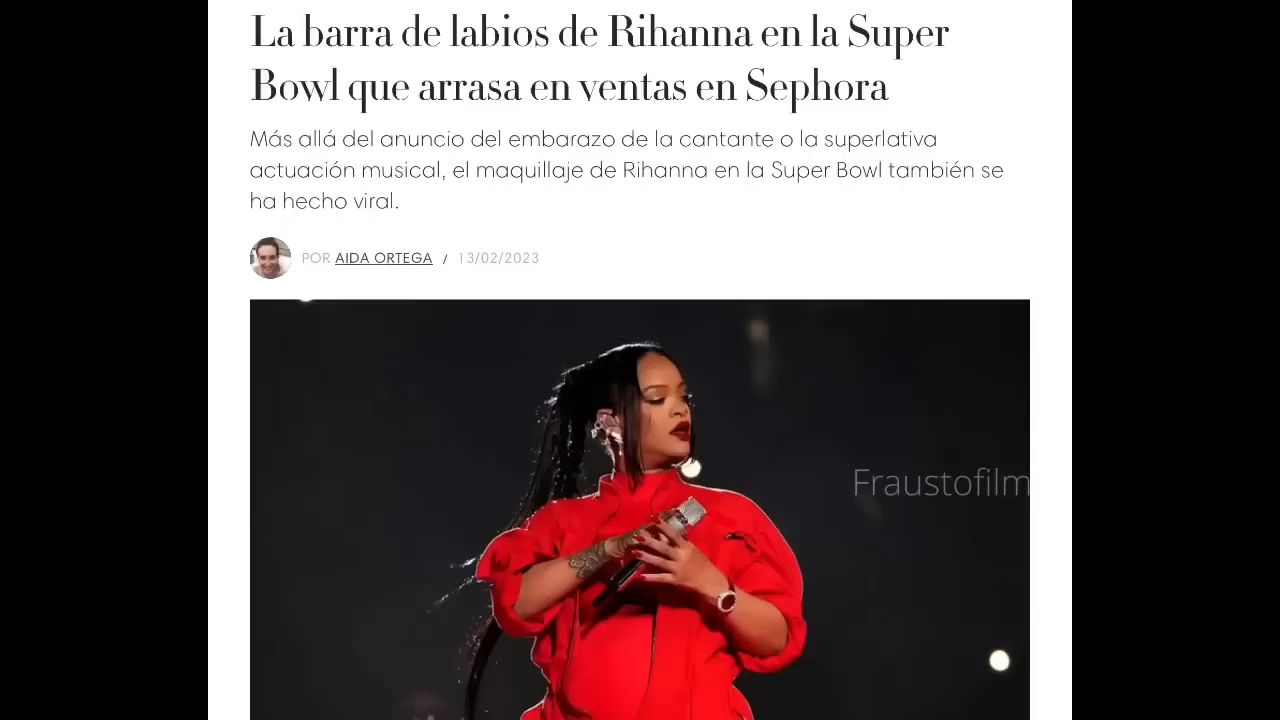 La barra de labios de Rihanna en la Super
Bowl que arrasa en ventas en Sephora
Más allá del anuncio del embarazo de la cantante o la superlativa
actuación musical, el maquillaje de Rihanna en la Super Bowl también se
ha hecho viral.
POR AIDA ORTEGA / 13/02/2023
Fraustofilm